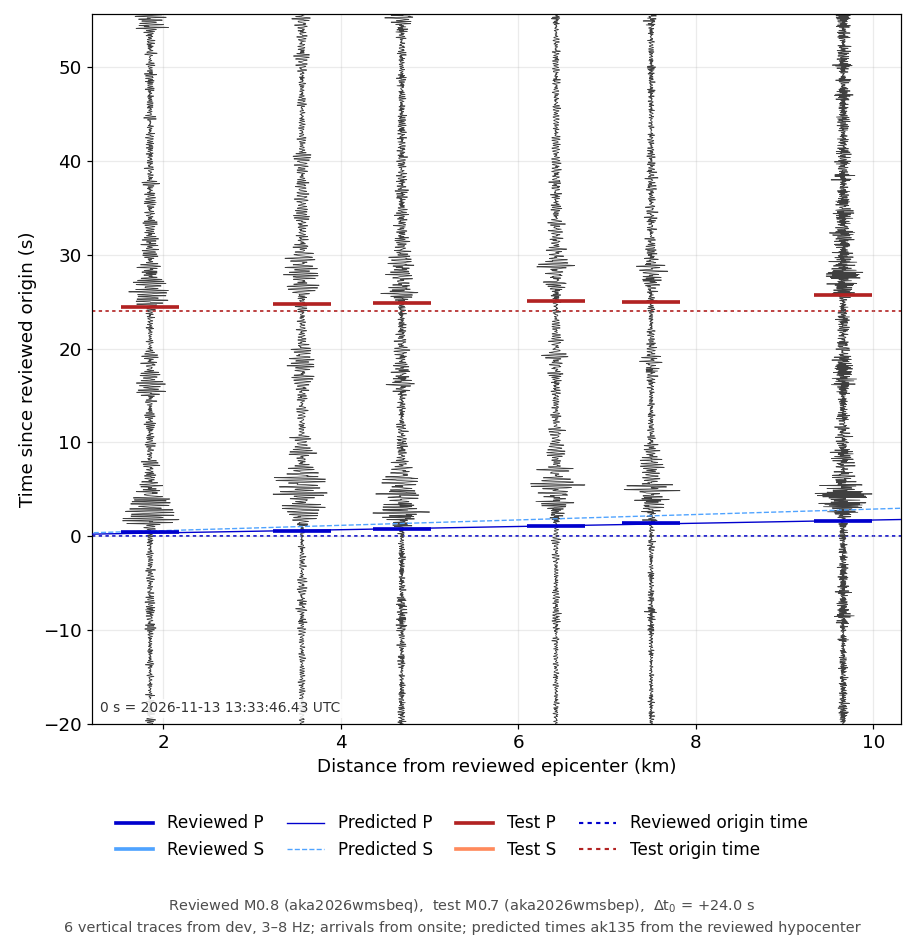 Time since reviewed origin (s)
50
40
30
20
10
0
−10
−20
0 s = 2026-11-13 13:33:46.43 UTC
2 4 6 8 10
Distance from reviewed epicenter (km)
Reviewed P Predicted P Test P Reviewed origin time
Reviewed S Predicted S Test S Test origin time
Reviewed M0.8 (aka2026wmsbeq), test M0.7 (aka2026wmsbep), Δt₀ = +24.0 s
6 vertical traces from dev, 3–8 Hz; arrivals from onsite; predicted times ak135 from the reviewed hypocenter